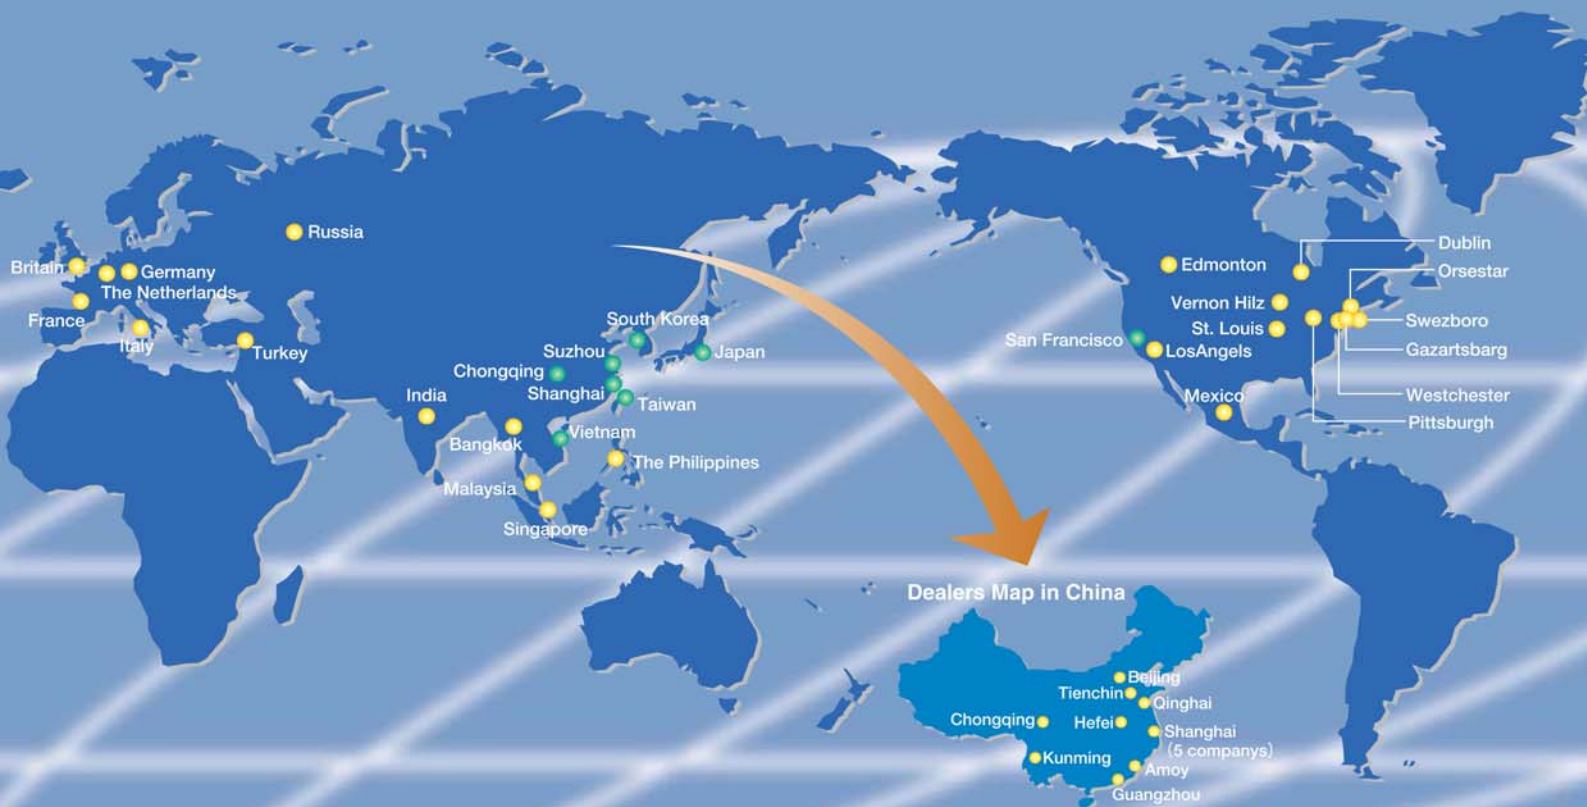 Russia
Britain
Germany
The Netherlands
France
Italy
Turkey
South Korea
Suzhou
Japan
Chongqing
Shanghai
Taiwan
India
Bangkok
Vietnam
The Philippines
Malaysia
Singapore
Edmonton
Vernon Hilz
St. Louis
San Francisco
LosAngels
Mexico
Dublin
Orsestar
Swezboro
Gazartsbarg
Westchester
Pittsburgh
Dealers Map in China
Beijing
Tienchin
Qinghai
Chongqing
Hefei
Shanghai
(5 companys)
Kunming
Amoy
Guangzhou